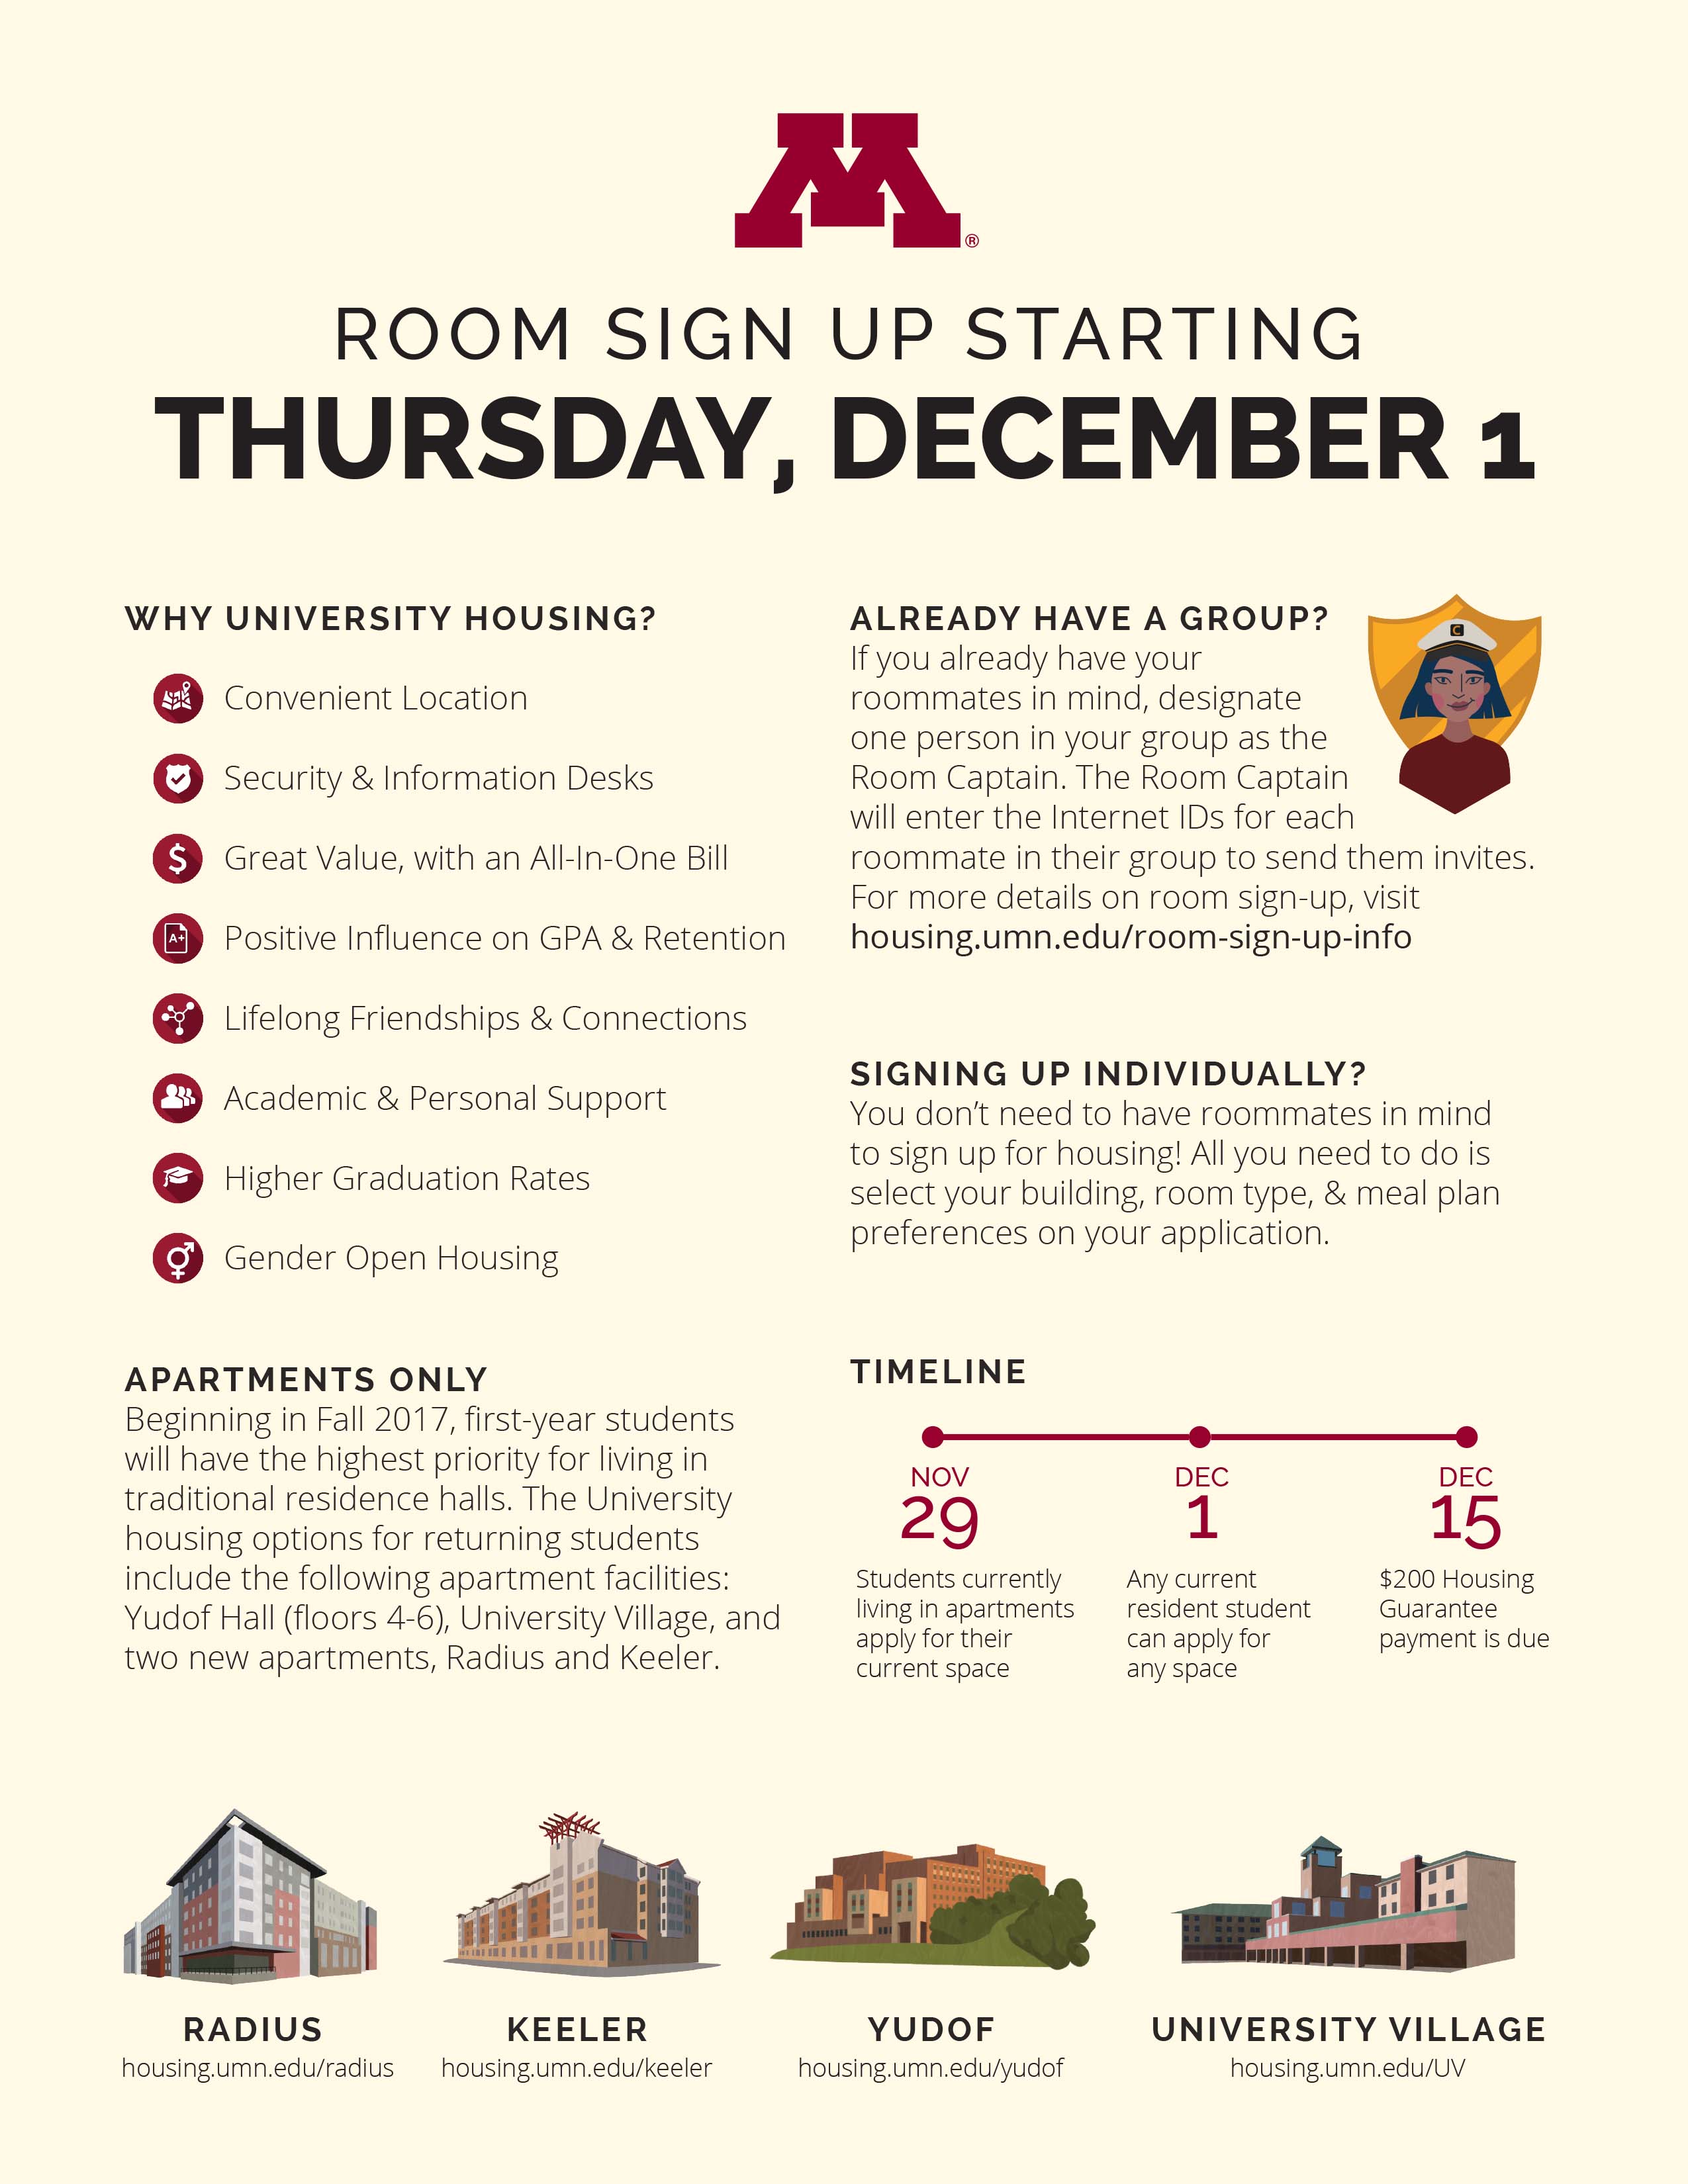 M
®
ROOM SIGN UP STARTING
THURSDAY, DECEMBER 1
WHY UNIVERSITY HOUSING?
Convenient Location
Security & Information Desks
$
Great Value, with an All-In-One Bill
A+
Positive Influence on GPA & Retention
Lifelong Friendships & Connections
Academic & Personal Support
Higher Graduation Rates
Gender Open Housing
ALREADY HAVE A GROUP?
C
If you already have your
roommates in mind, designate
one person in your group as the
Room Captain. The Room Captain
will enter the Internet IDs for each
roommate in their group to send them invites.
For more details on room sign-up, visit
housing.umn.edu/room-sign-up-info
SIGNING UP INDIVIDUALLY?
You don’t need to have roommates in mind
to sign up for housing! All you need to do is
select your building, room type, & meal plan
preferences on your application.
APARTMENTS ONLY
Beginning in Fall 2017, first-year students
will have the highest priority for living in
traditional residence halls. The University
housing options for returning students
include the following apartment facilities:
Yudof Hall (floors 4-6), University Village, and
two new apartments, Radius and Keeler.
TIMELINE
NOV
29
Students currently
living in apartments
apply for their
current space
DEC
1
Any current
resident student
can apply for
any space
DEC
15
$200 Housing
Guarantee
payment is due
RADIUS
housing.umn.edu/radius
KEELER
housing.umn.edu/keeler
YUDOF
housing.umn.edu/yudof
UNIVERSITY VILLAGE
housing.umn.edu/UV